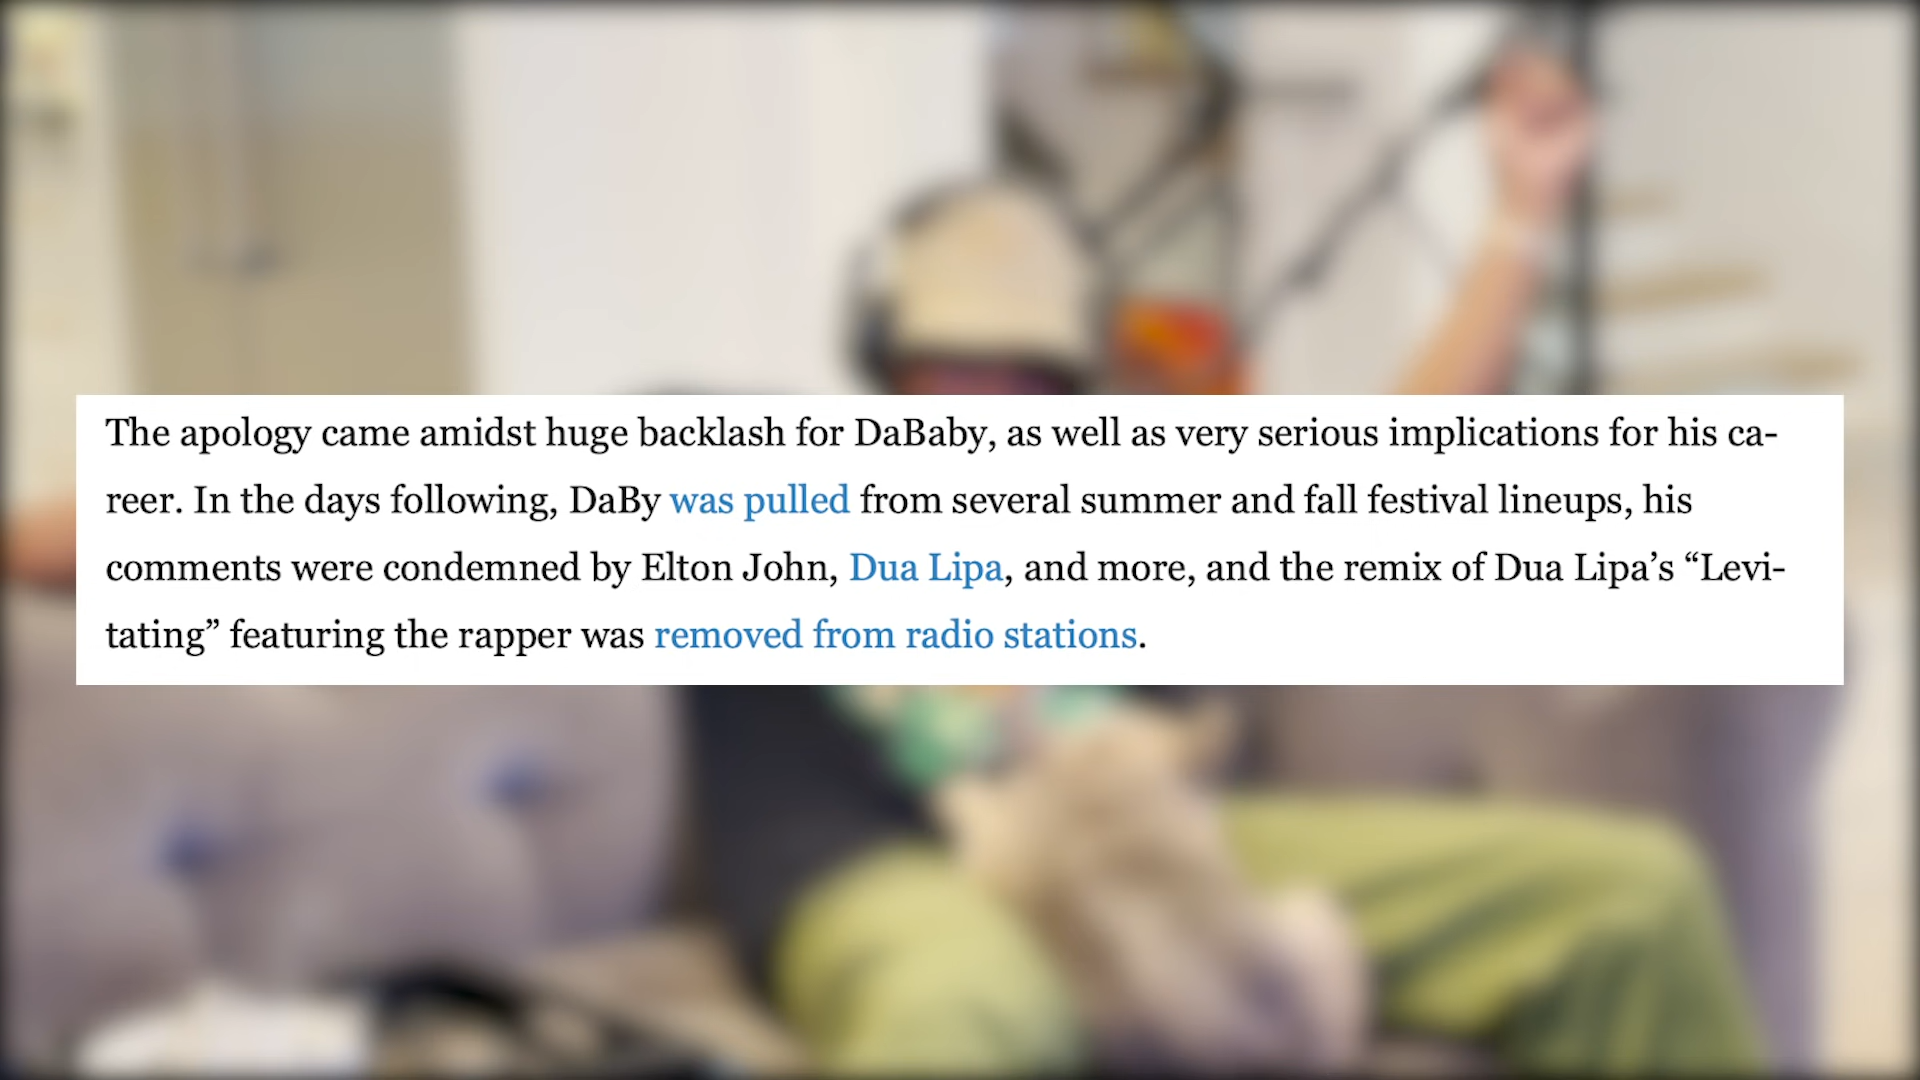 The apology came amidst huge backlash for DaBaby, as well as very serious implications for his ca-
reer. In the days following, DaBy was pulled from several summer and fall festival lineups, his
comments were condemned by Elton John, Dua Lipa, and more, and the remix of Dua Lipa’s “Levi-
tating” featuring the rapper was removed from radio stations.